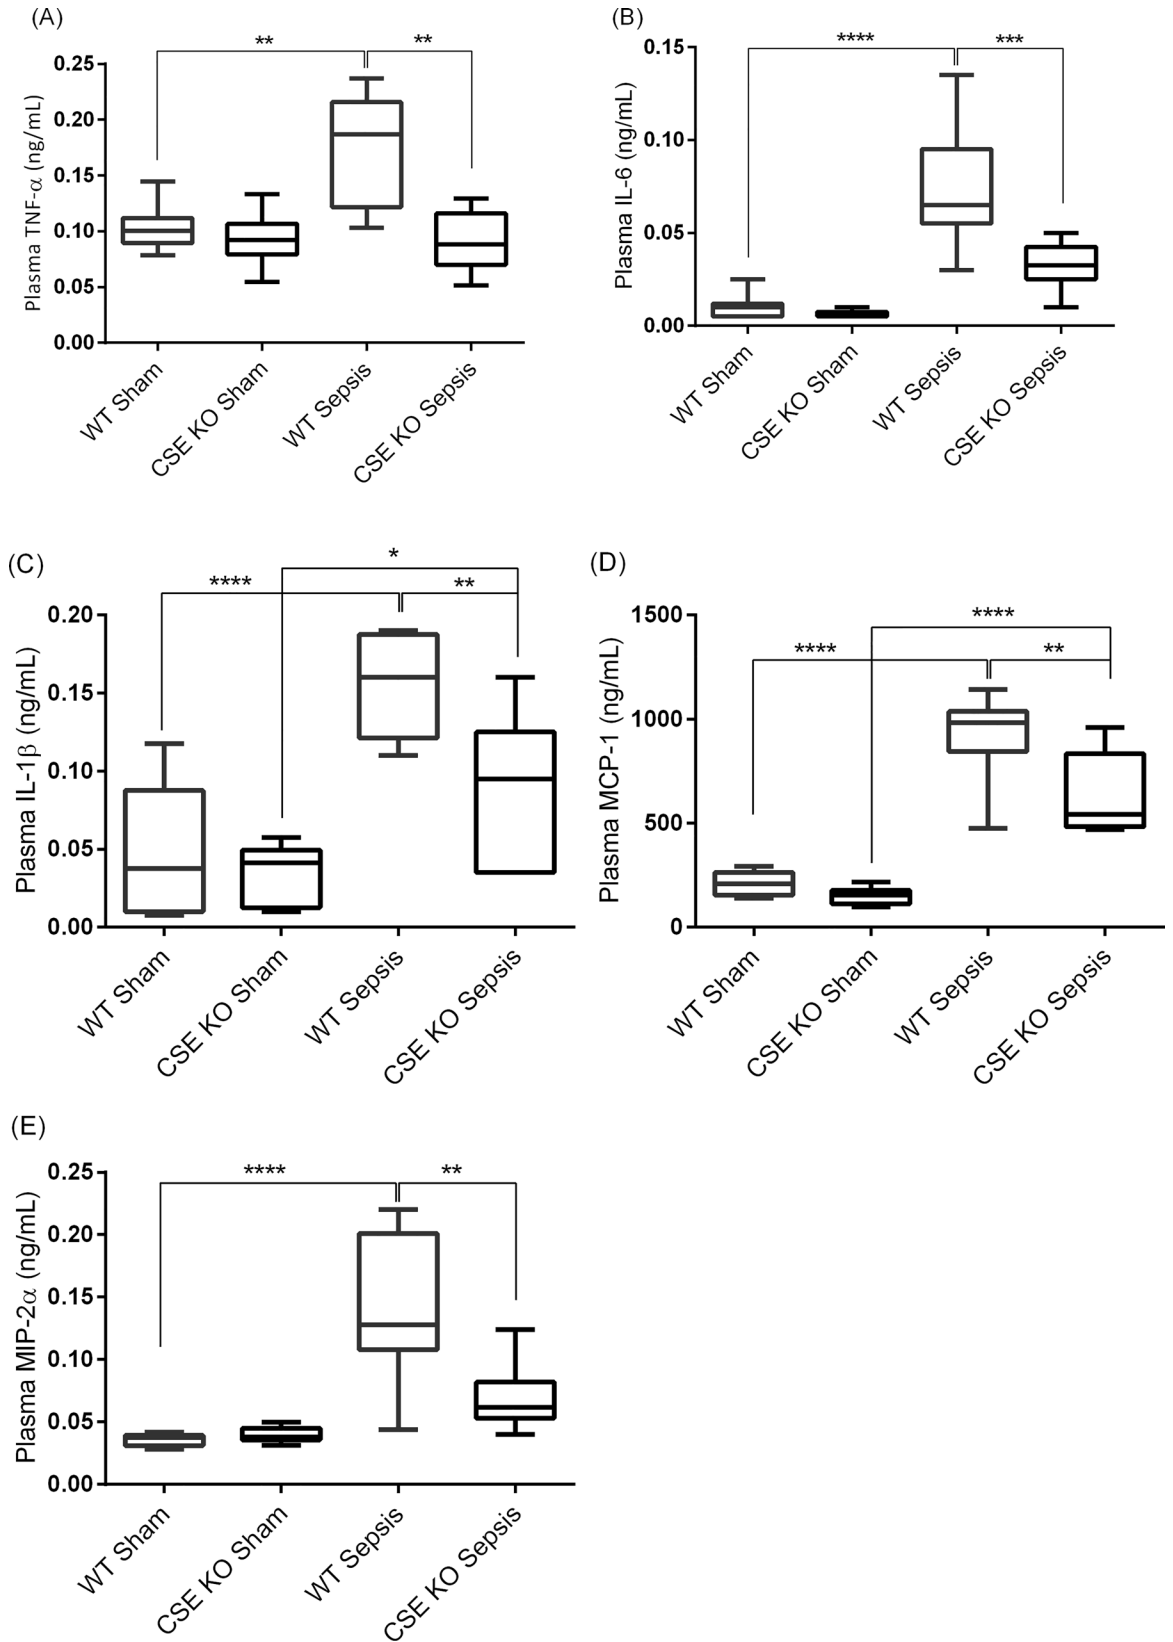 (A)
** **
Plasma TNF-α (ng/mL)
0.25
0.20
0.15
0.10
0.05
0.00
WT Sham
CSE KO Sham
WT Sepsis
CSE KO Sepsis
(B)
**** ***
Plasma IL-6 (ng/mL)
0.15
0.10
0.05
0.00
WT Sham
CSE KO Sham
WT Sepsis
CSE KO Sepsis
(C)
*
**** **
Plasma IL-1β (ng/mL)
0.20
0.15
0.10
0.05
0.00
WT Sham
CSE KO Sham
WT Sepsis
CSE KO Sepsis
(D)
****
**** **
Plasma MCP-1 (ng/mL)
1500
1000
500
0
WT Sham
CSE KO Sham
WT Sepsis
CSE KO Sepsis
(E)
**** **
Plasma MIP-2α (ng/mL)
0.25
0.20
0.15
0.10
0.05
0.00
WT Sham
CSE KO Sham
WT Sepsis
CSE KO Sepsis